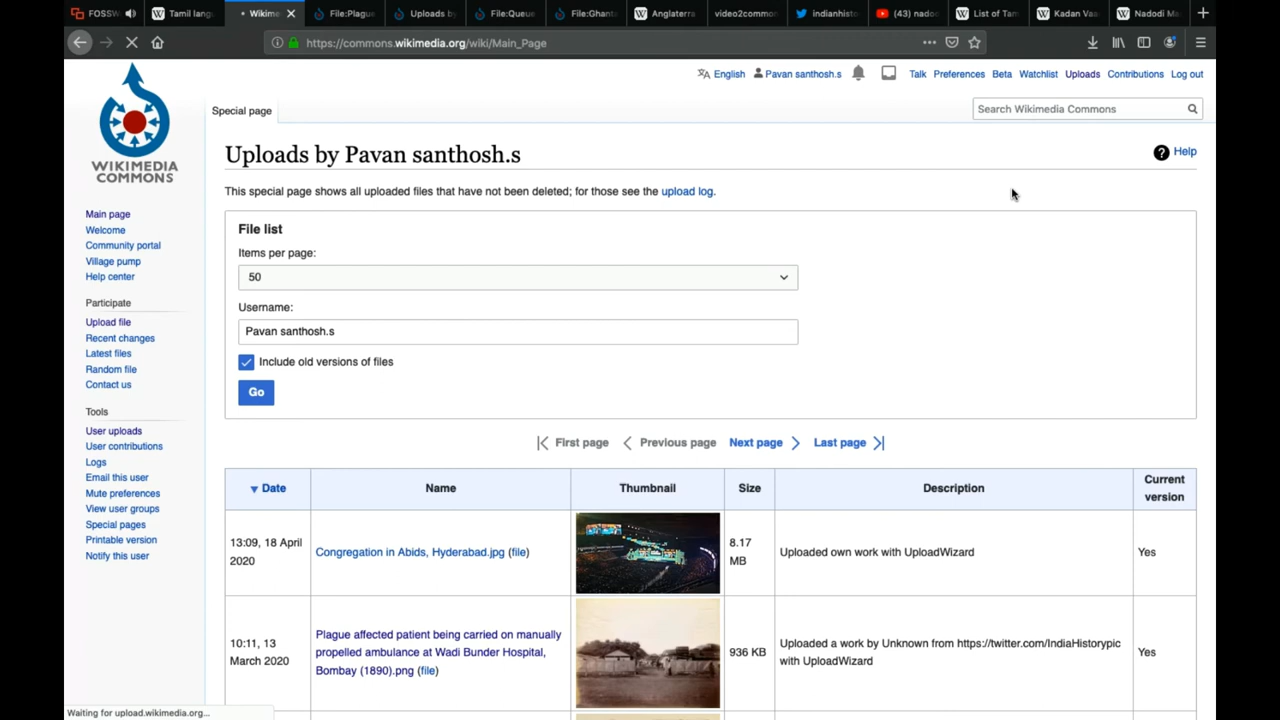 FOSSW
Tamil lang
Wikime
File:Plague
Uploads by
File:Queue
File:Ghant
Anglaterra
video2commo
indianhisto
(43) nadod
List of Tam
Kadan Vaa
Nadodi Ma
https://commons.wikimedia.org/wiki/Main_Page
English Pavan santhosh.s Talk Preferences Beta Watchlist Uploads Contributions Log out
Special page
Search Wikimedia Commons
WIKIMEDIA
COMMONS
Uploads by Pavan santhosh.s
Help
This special page shows all uploaded files that have not been deleted; for those see the upload log.
Main page
Welcome
Community portal
Village pump
Help center
Participate
Upload file
Recent changes
Latest files
Random file
Contact us
Tools
User uploads
User contributions
Logs
Email this user
Mute preferences
View user groups
Special pages
Printable version
Notify this user
File list
Items per page:
50
Username:
Pavan santhosh.s
Include old versions of files
Go
First page Previous page Next page Last page
Date Name Thumbnail Size Description Current
version
13:09, 18 April
2020
Congregation in Abids, Hyderabad.jpg (file)
8.17
MB
Uploaded own work with UploadWizard
Yes
10:11, 13
March 2020
Plague affected patient being carried on manually
propelled ambulance at Wadi Bunder Hospital,
Bombay (1890).png (file)
936 KB
Uploaded a work by Unknown from https://twitter.com/IndiaHistorypic
with UploadWizard
Yes
Waiting for upload.wikimedia.org...